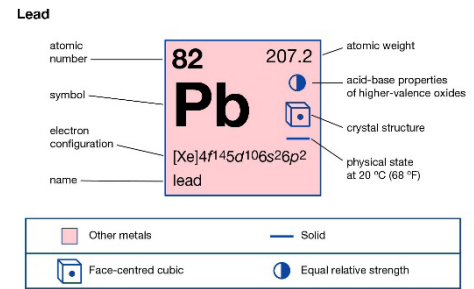 Lead
atomic
number
82
207.2
atomic weight
symbol
Pb
acid-base properties
of higher-valence oxides
crystal structure
electron
configuration
[Xe]4f145d106s26p2
physical state
at 20 ºC (68 ºF)
name
lead
Other metals
Solid
Face-centred cubic
Equal relative strength